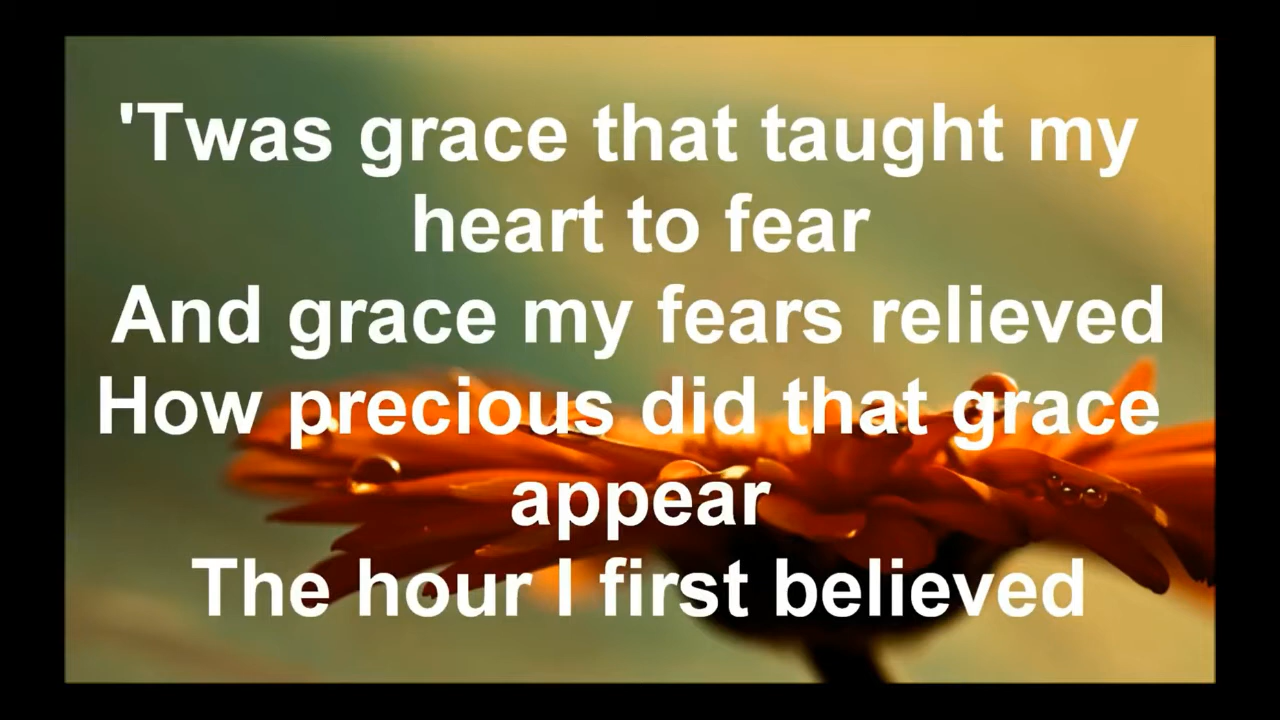 'Twas grace that taught my
heart to fear
And grace my fears relieved
How precious did that grace
appear
The hour I first believed